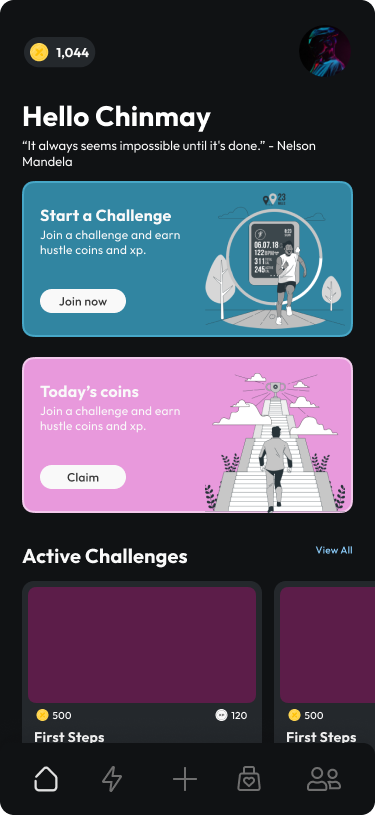 1,044
Hello Chinmay
“It always seems impossible until it's done.” - Nelson
Mandela
Start a Challenge
Join a challenge and earn
hustle coins and xp.
Join now
23
06.07.18
122 BPM
311
245
Today’s coins
Join a challenge and earn
hustle coins and xp.
Claim
Active Challenges
View All
500
120
500
First Steps
First Steps